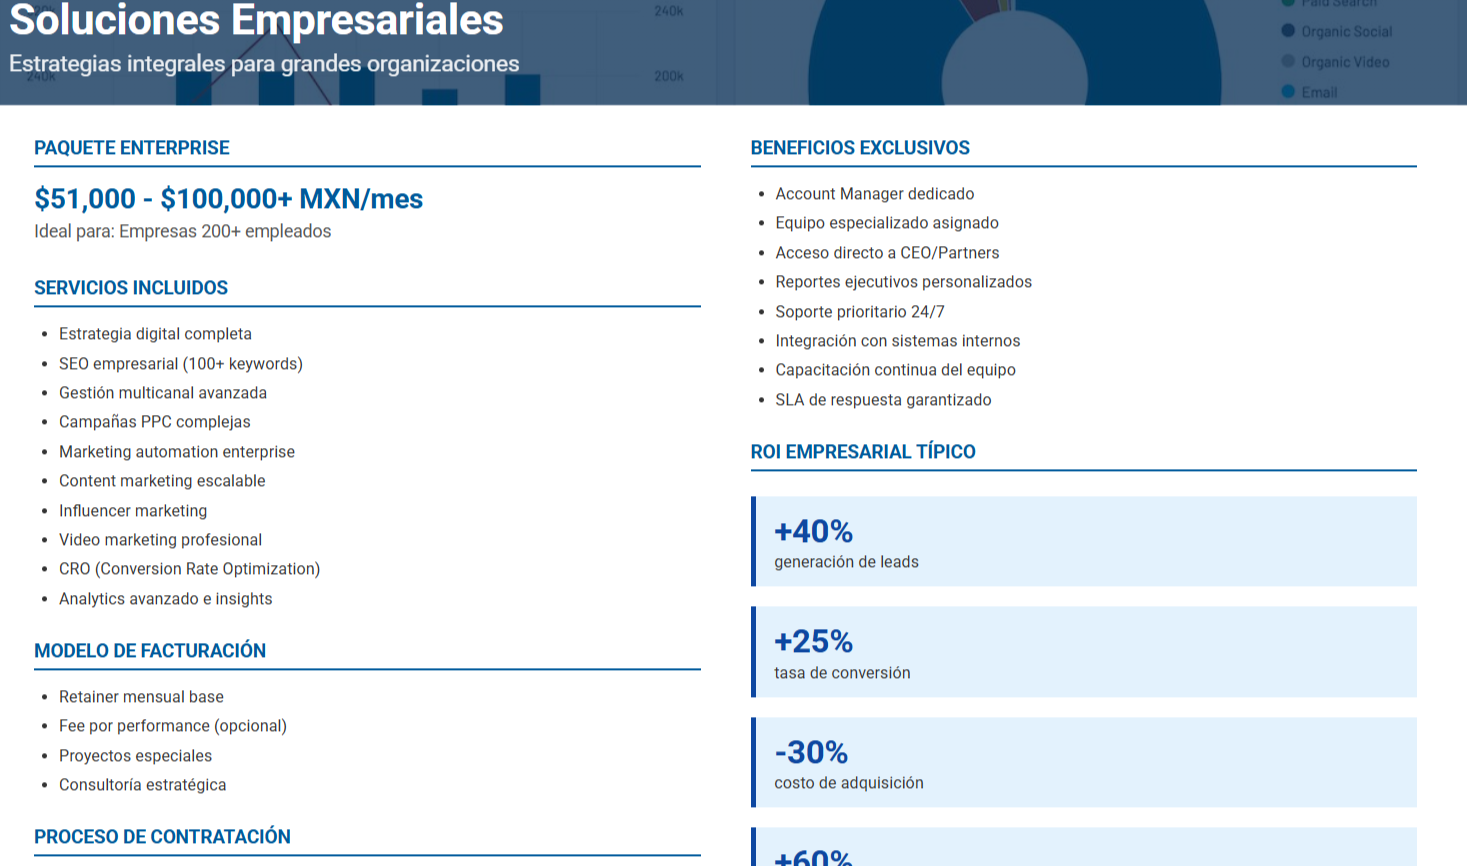 Soluciones Empresariales
Estrategias integrales para grandes organizaciones
240k
240k
200k
Paid Search
Organic Social
Organic Video
Email
PAQUETE ENTERPRISE
$51,000 - $100,000+ MXN/mes
Ideal para: Empresas 200+ empleados
SERVICIOS INCLUIDOS
Estrategia digital completa
SEO empresarial (100+ keywords)
Gestión multicanal avanzada
Campañas PPC complejas
Marketing automation enterprise
Content marketing escalable
Influencer marketing
Video marketing profesional
CRO (Conversion Rate Optimization)
Analytics avanzado e insights
MODELO DE FACTURACIÓN
Retainer mensual base
Fee por performance (opcional)
Proyectos especiales
Consultoría estratégica
PROCESO DE CONTRATACIÓN
BENEFICIOS EXCLUSIVOS
Account Manager dedicado
Equipo especializado asignado
Acceso directo a CEO/Partners
Reportes ejecutivos personalizados
Soporte prioritario 24/7
Integración con sistemas internos
Capacitación continua del equipo
SLA de respuesta garantizado
ROI EMPRESARIAL TÍPICO
+40%
generación de leads
+25%
tasa de conversión
-30%
costo de adquisición
+60%